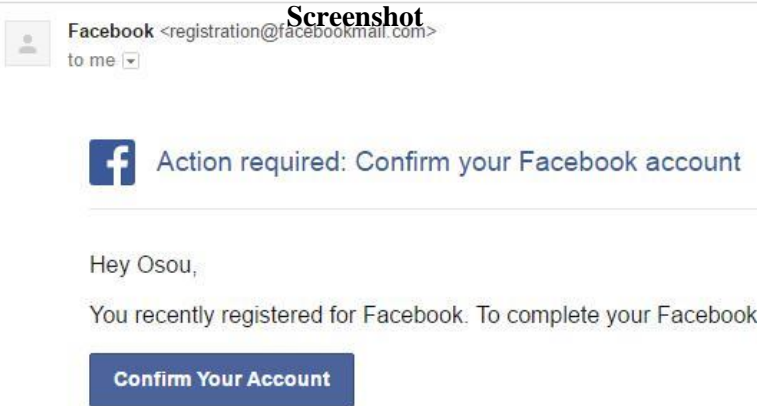 Screenshot
Facebook <registration@facebookmail.com>
to me
Action required: Confirm your Facebook account
Hey Osou,
You recently registered for Facebook. To complete your Facebook
Confirm Your Account